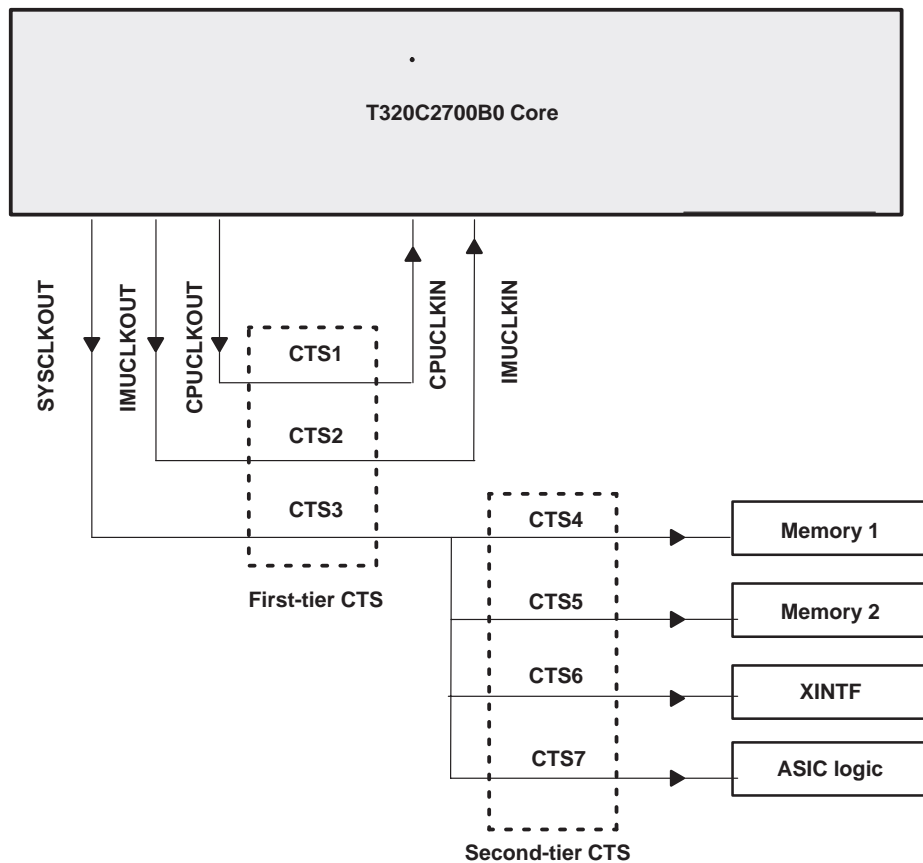 T320C2700B0 Core
SYSCLKOUT
IMUCLKOUT
CPUCLKOUT
CPUCLKIN
IMUCLKIN
CTS1
CTS2
CTS3
First-tier CTS
CTS4
Memory 1
CTS5
Memory 2
CTS6
XINTF
CTS7
ASIC logic
Second-tier CTS